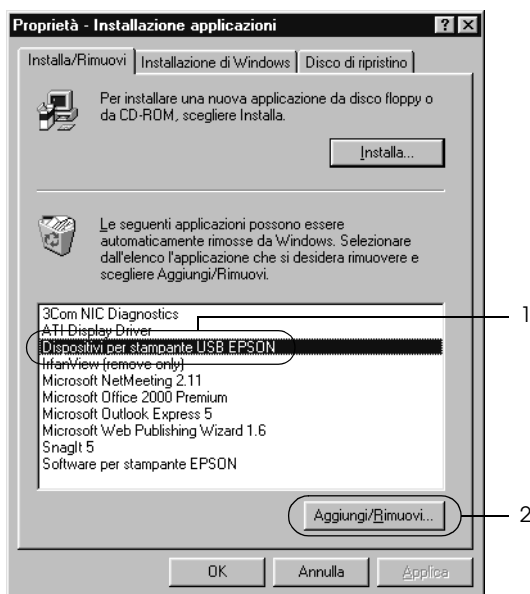 Proprietà - Installazione applicazioni
Installa/Rimuovi
Installazione di Windows
Disco di ripristino
Per installare una nuova applicazione da disco floppy o
da CD-ROM, scegliere Installa.
Installa...
Le seguenti applicazioni possono essere
automaticamente rimosse da Windows. Selezionare
dall'elenco l'applicazione che si desidera rimuovere e
scegliere Aggiungi/Rimuovi.
3Com NIC Diagnostics
ATI Display Driver
1
Dispositivi per stampante USB EPSON
IrfanView (remove only)
Microsoft NetMeeting 2.11
Microsoft Office 2000 Premium
Microsoft Outlook Express 5
Microsoft Web Publishing Wizard 1.6
SnagIt 5
Software per stampante EPSON
Aggiungi/Rimuovi...
2
OK
Annulla
Applica